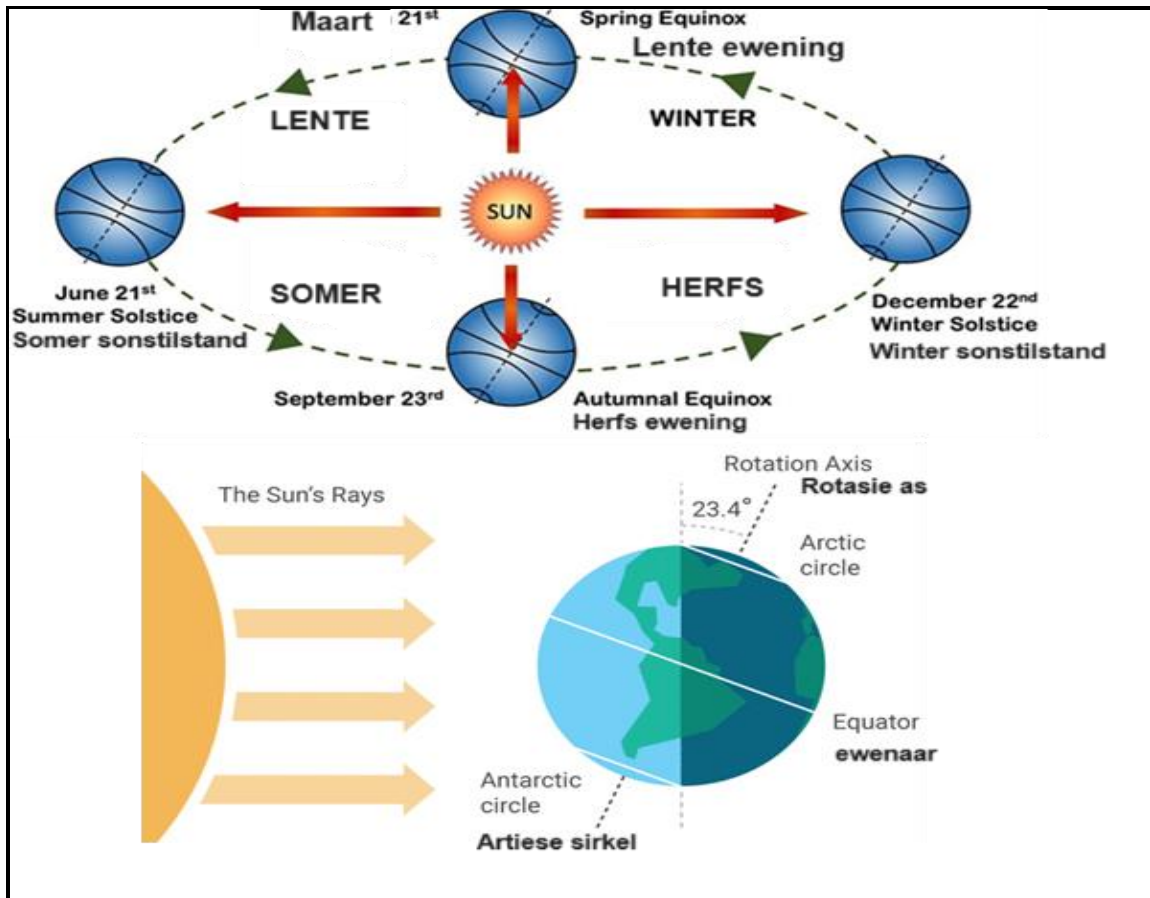 Maart 21st
Spring Equinox
Lente ewening
LENTE
WINTER
SUN
SOMER
HERFS
June 21st
Summer Solstice
Somer sonstilstand
December 22nd
Winter Solstice
Winter sonstilstand
September 23rd
Autumnal Equinox
Herfs ewening
The Sun's Rays
Rotation Axis
Rotasie as
23.4°
Arctic
circle
Equator
ewenaar
Antarctic
circle
Artiese sirkel